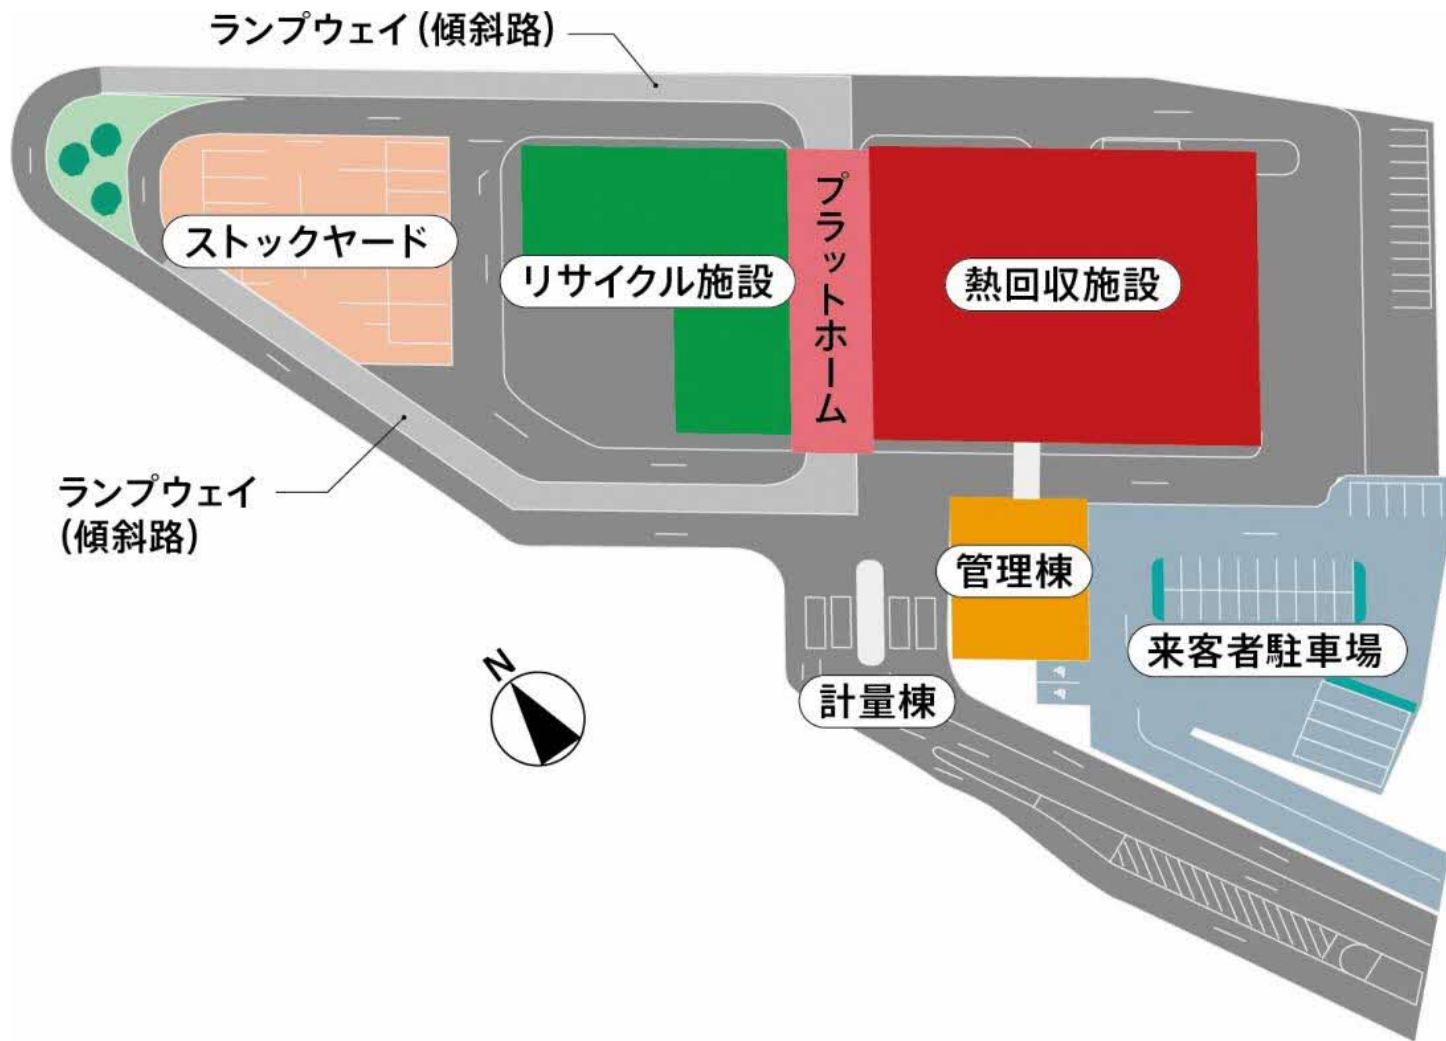 ランプウェイ(傾斜路)
ストックヤード
リサイクル施設
プラットホーム
熱回収施設
ランプウェイ
(傾斜路)
管理棟
来客者駐車場
計量棟
N